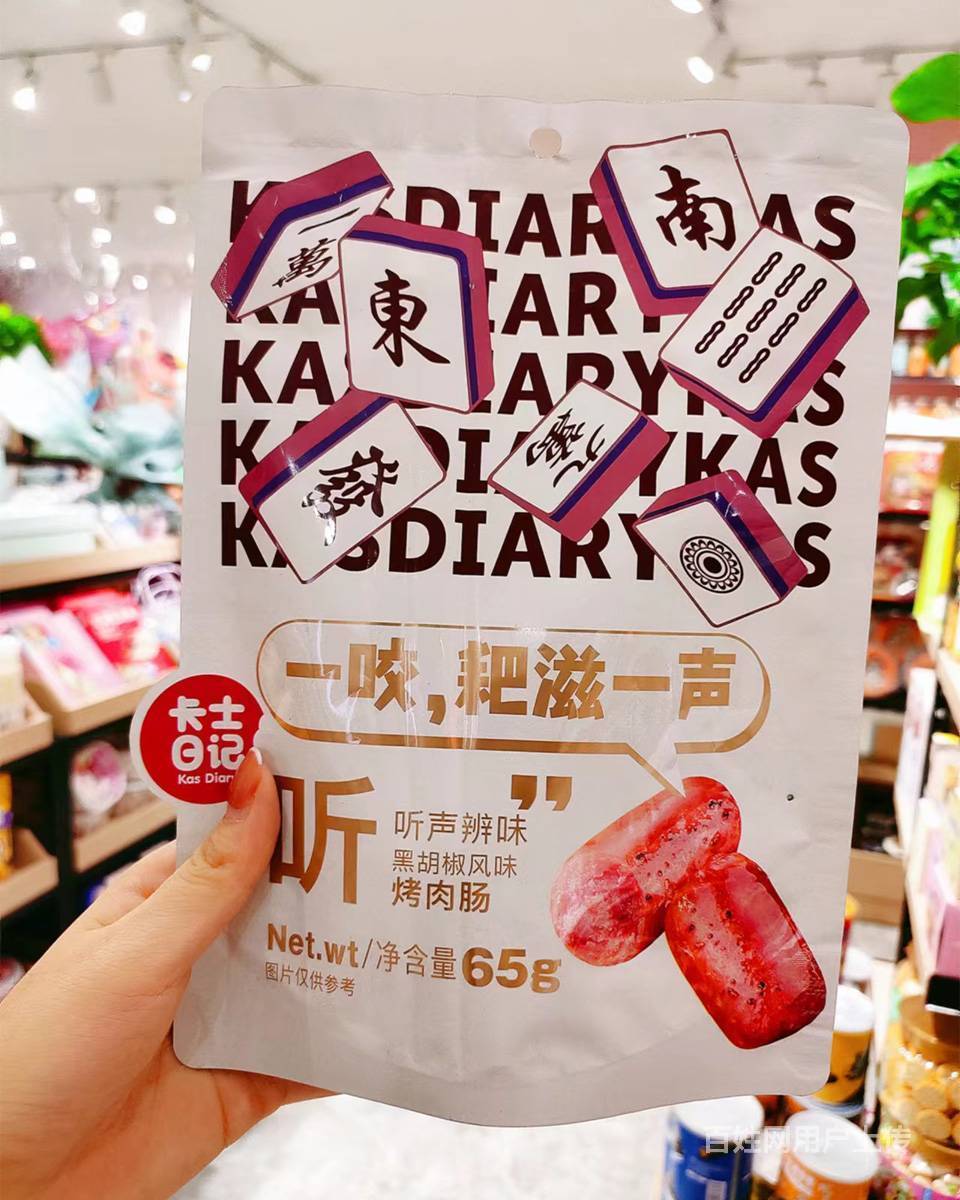 KASDIARYKAS
KASDIARYKAS
KASDIARYKAS
KASDIARYKAS
KASDIARYKAS
一萬
東
南
發
九萬
一咬,耙滋一声
卡士
日记
Kas Diary
听”
听声辨味
黑胡椒风味
烤肉肠
Net.wt/净含量65g
图片仅供参考
百姓网用户上传